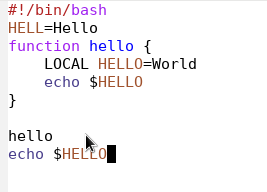 #!/bin/bash
HELL=Hello
function hello {
    LOCAL HELLO=World
    echo $HELLO
}
hello
echo $HELLO